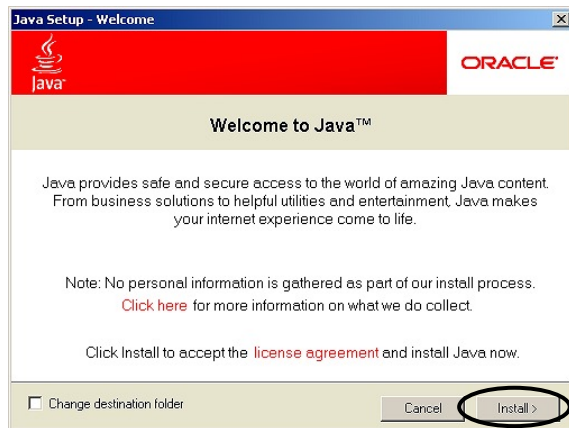 Java Setup - Welcome
Java
ORACLE
Welcome to Java™
Java provides safe and secure access to the world of amazing Java content.
From business solutions to helpful utilities and entertainment, Java makes
your internet experience come to life.
Note: No personal information is gathered as part of our install process.
Click here for more information on what we do collect.
Click Install to accept the license agreement and install Java now.
Change destination folder
Cancel
Install >